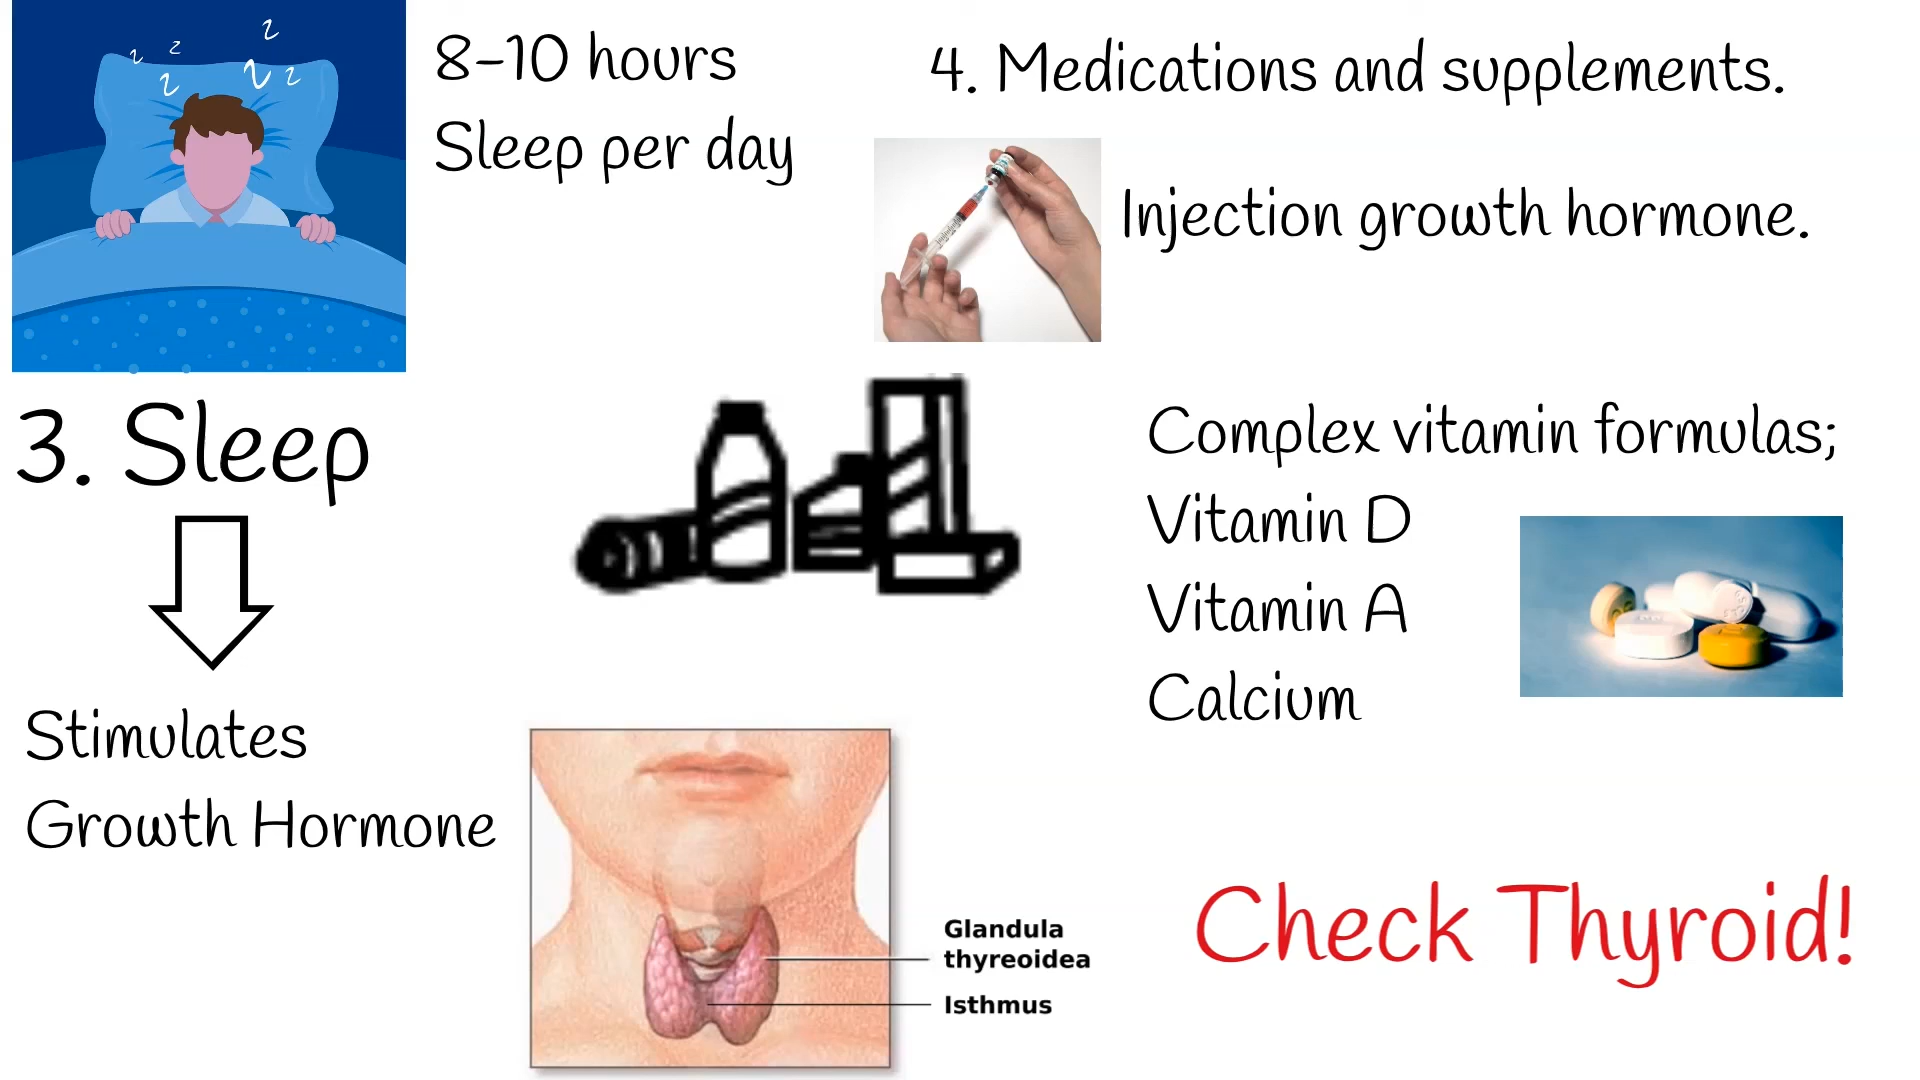 8-10 hours
Sleep per day
3. Sleep
Stimulates
Growth Hormone
4. Medications and supplements.
Injection growth hormone.
Complex vitamin formulas;
Vitamin D
Vitamin A
Calcium
Glandula
thyreoidea
Isthmus
Check Thyroid!